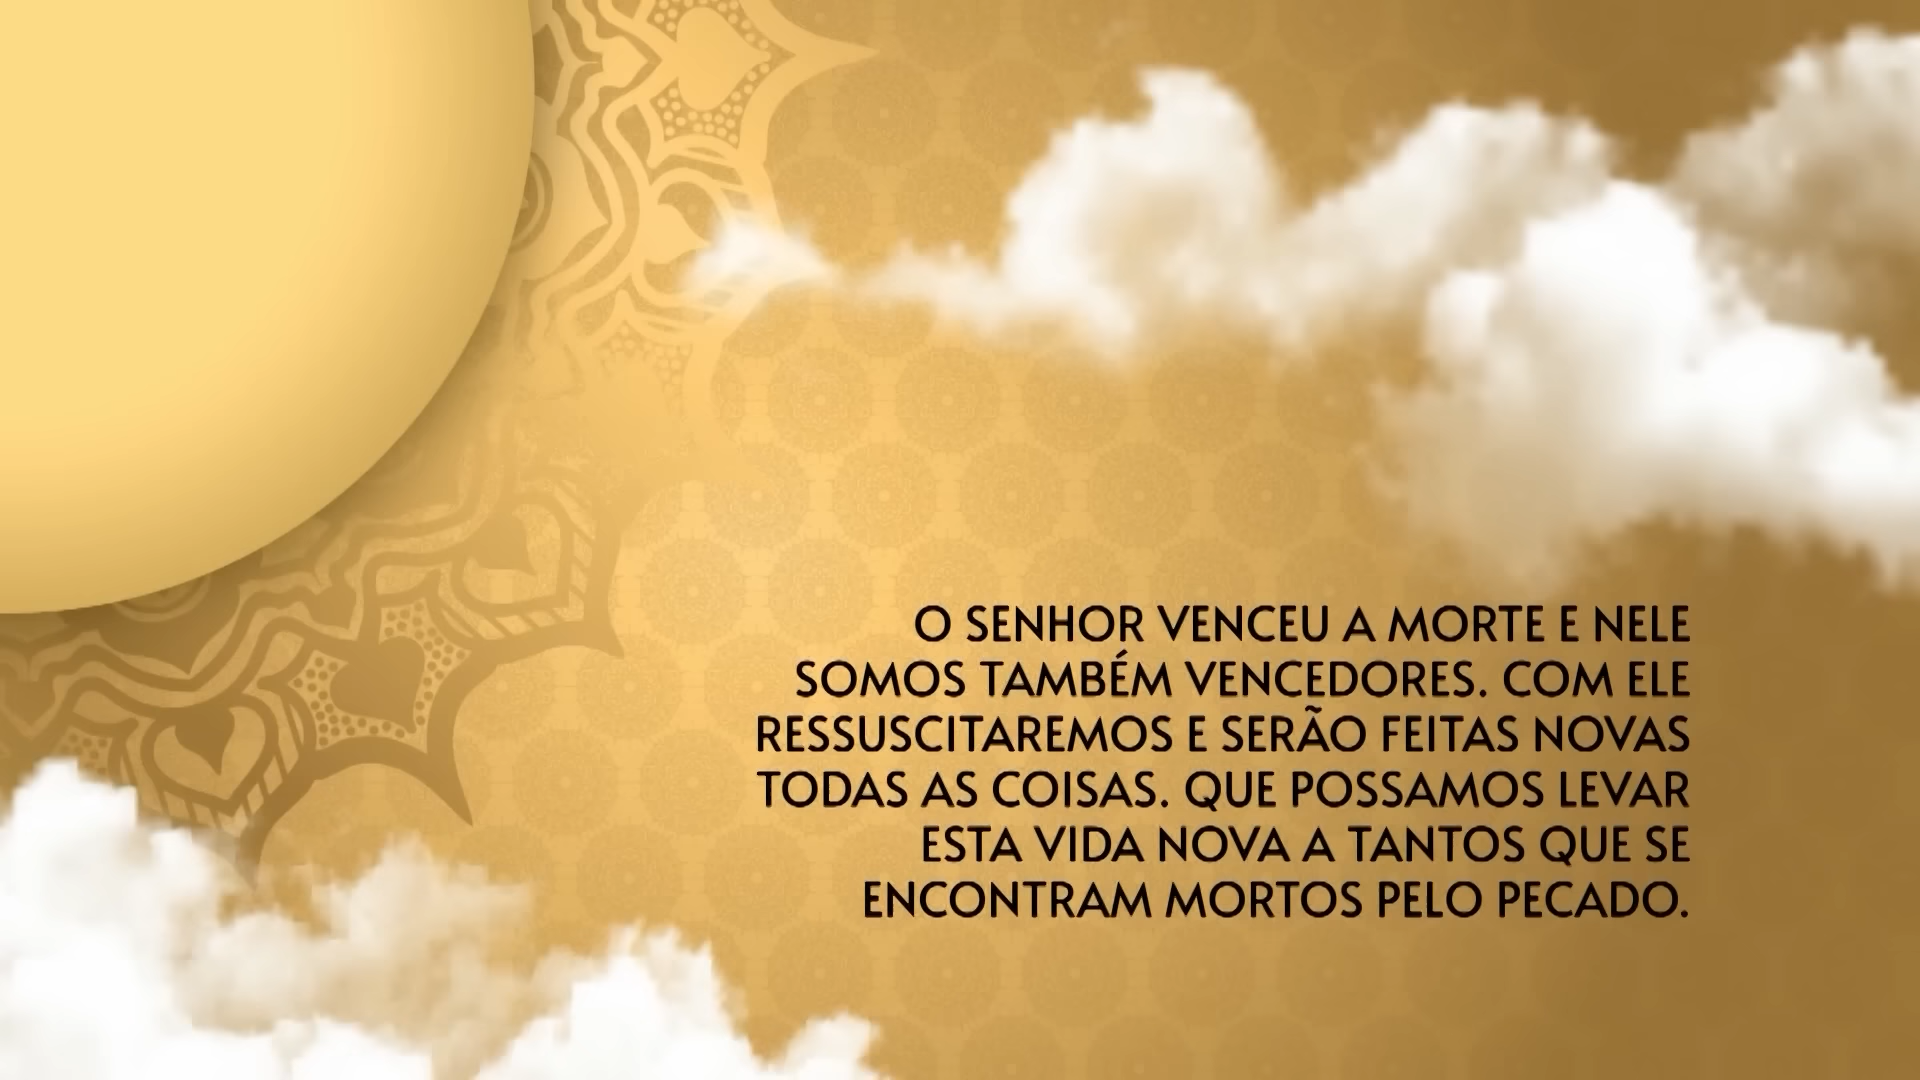 O SENHOR VENCEU A MORTE E NELE
SOMOS TAMBÉM VENCEDORES. COM ELE
RESSUSCITAREMOS E SERÃO FEITAS NOVAS
TODAS AS COISAS. QUE POSSAMOS LEVAR
ESTA VIDA NOVA A TANTOS QUE SE
ENCONTRAM MORTOS PELO PECADO.